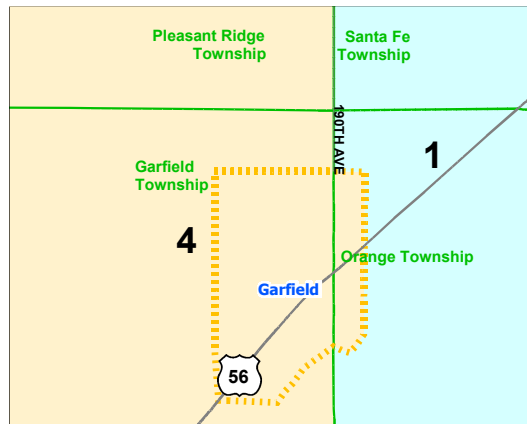 Pleasant Ridge
Township
Santa Fe
Township
190TH AVE
1
Garfield
Township
4
Orange Township
Garfield
56